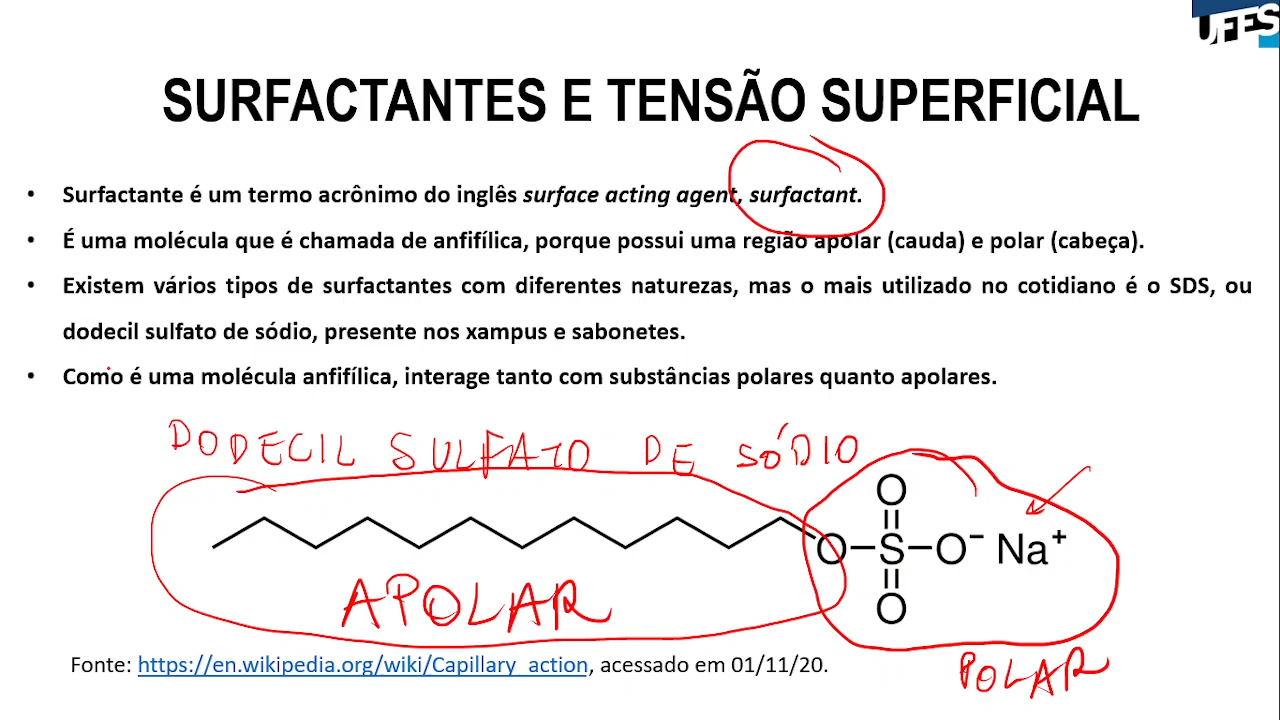 UFES
SURFACTANTES E TENSÃO SUPERFICIAL
• Surfactante é um termo acrônimo do inglês surface acting agent, surfactant.
• É uma molécula que é chamada de anfifílica, porque possui uma região apolar (cauda) e polar (cabeça).
• Existem vários tipos de surfactantes com diferentes naturezas, mas o mais utilizado no cotidiano é o SDS, ou
dodecil sulfato de sódio, presente nos xampus e sabonetes.
• Como é uma molécula anfifílica, interage tanto com substâncias polares quanto apolares.
DODECIL SULFATO DE SÓDIO
O
O S O⁻ Na⁺
O
APOLAR
Fonte: https://en.wikipedia.org/wiki/Capillary_action, acessado em 01/11/20.
POLAR